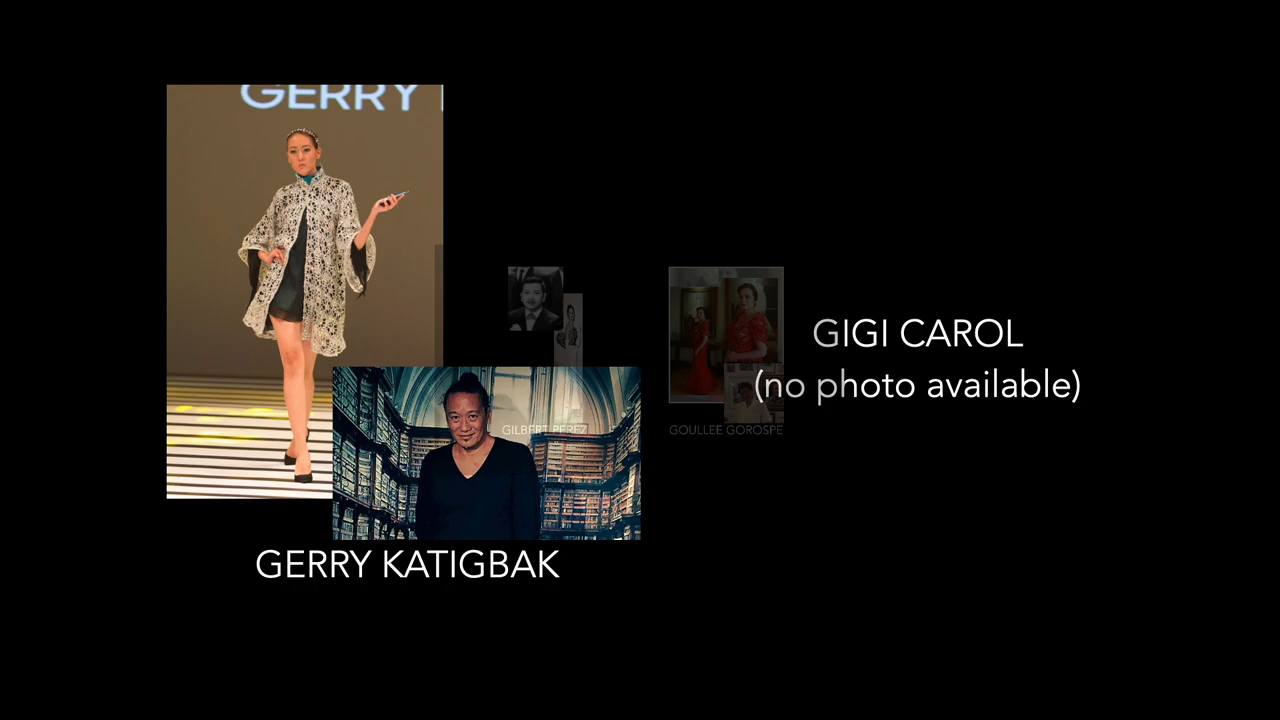 GERRY
GIGI CAROL
(no photo available)
GILBERT PEREZ
GOULLEE GOROSPE
GERRY KATIGBAK